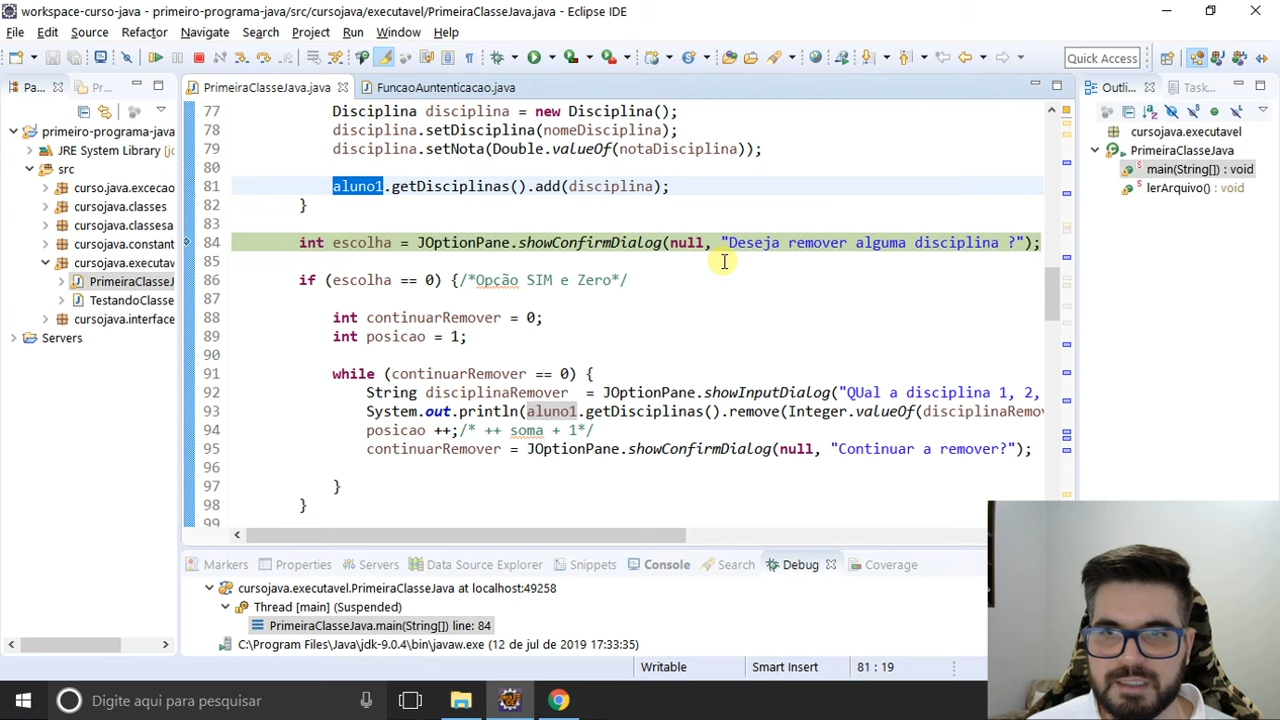 workspace-curso-java - primeiro-programa-java/src/cursojava/executavel/PrimeiraClasseJava.java - Eclipse IDE
File Edit Source Refactor Navigate Search Project Run Window Help
Quick Access
Pa... Pr...
PrimeiraClasseJava.java FuncaoAuntenticacao.java
Outli... Task...
primeiro-programa-java
JRE System Library [Jav
src
curso.java.excecao
cursojava.classes
cursojava.classesa
cursojava.constant
cursojava.executav
PrimeiraClasseJ
TestandoClasse
cursojava.interface
Servers
77 Disciplina disciplina = new Disciplina();
78 disciplina.setDisciplina(nomeDisciplina);
79 disciplina.setNota(Double.valueOf(notaDisciplina));
80
81 aluno1.getDisciplinas().add(disciplina);
82 }
83
84 int escolha = JOptionPane.showConfirmDialog(null, "Deseja remover alguma disciplina ?");
85
86 if (escolha == 0) {/*Opção SIM e Zero*/
87
88 int continuarRemover = 0;
89 int posicao = 1;
90
91 while (continuarRemover == 0) {
92 String disciplinaRemover = JOptionPane.showInputDialog("QUal a disciplina 1, 2,
93 System.out.println(aluno1.getDisciplinas().remove(Integer.valueOf(disciplinaRemov
94 posicao ++;/* ++ soma + 1*/
95 continuarRemover = JOptionPane.showConfirmDialog(null, "Continuar a remover?");
96
97 }
98 }
99
cursojava.executavel
PrimeiraClasseJava
main(String[]) : void
lerArquivo() : void
Markers Properties Servers Data Source Explorer Snippets Console Search Debug Coverage
cursojava.executavel.PrimeiraClasseJava at localhost:49258
Thread [main] (Suspended)
PrimeiraClasseJava.main(String[]) line: 84
C:\Program Files\Java\jdk-9.0.4\bin\javaw.exe (12 de jul de 2019 17:33:35)
Writable Smart Insert 81 : 19
Digite aqui para pesquisar